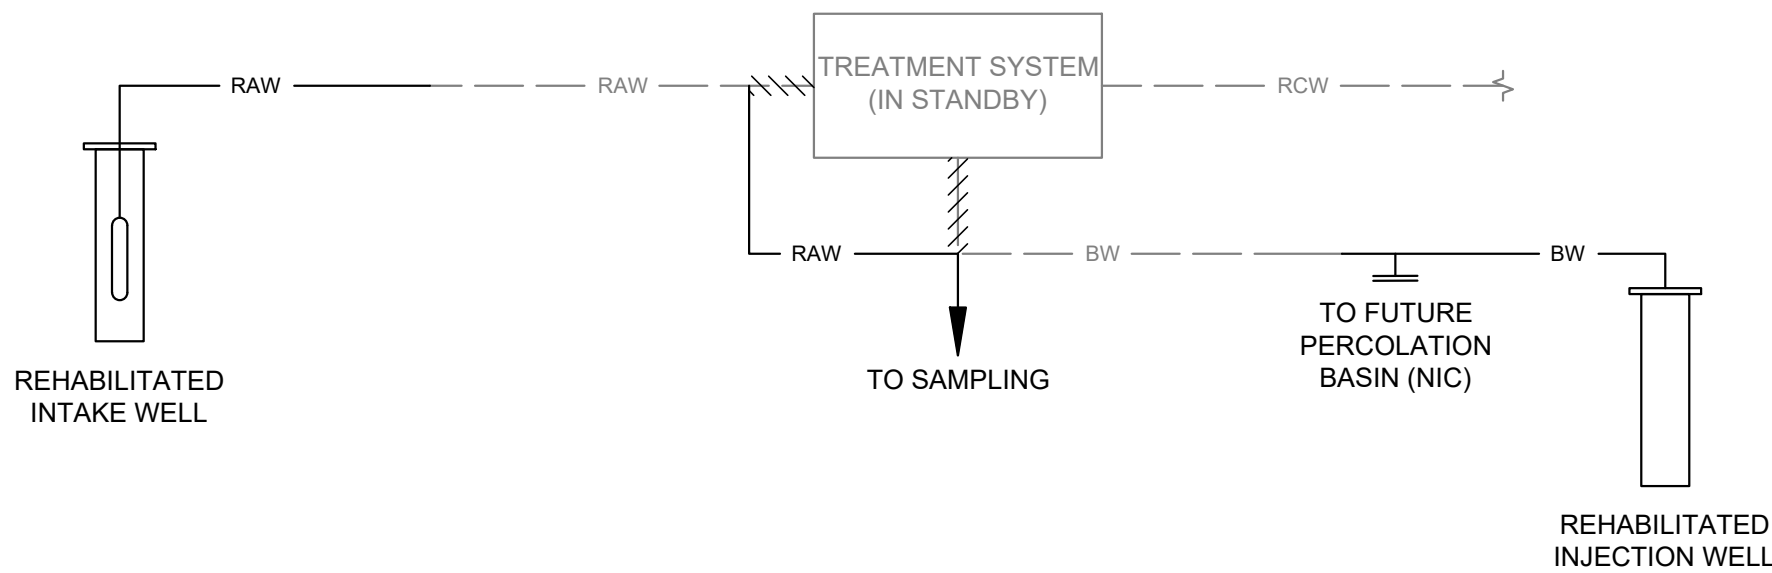 TREATMENT SYSTEM
(IN STANDBY)
RAW
RAW
RCW
RAW
BW
BW
TO FUTURE
PERCOLATION
BASIN (NIC)
TO SAMPLING
REHABILITATED
INTAKE WELL
REHABILITATED
INJECTION WELL